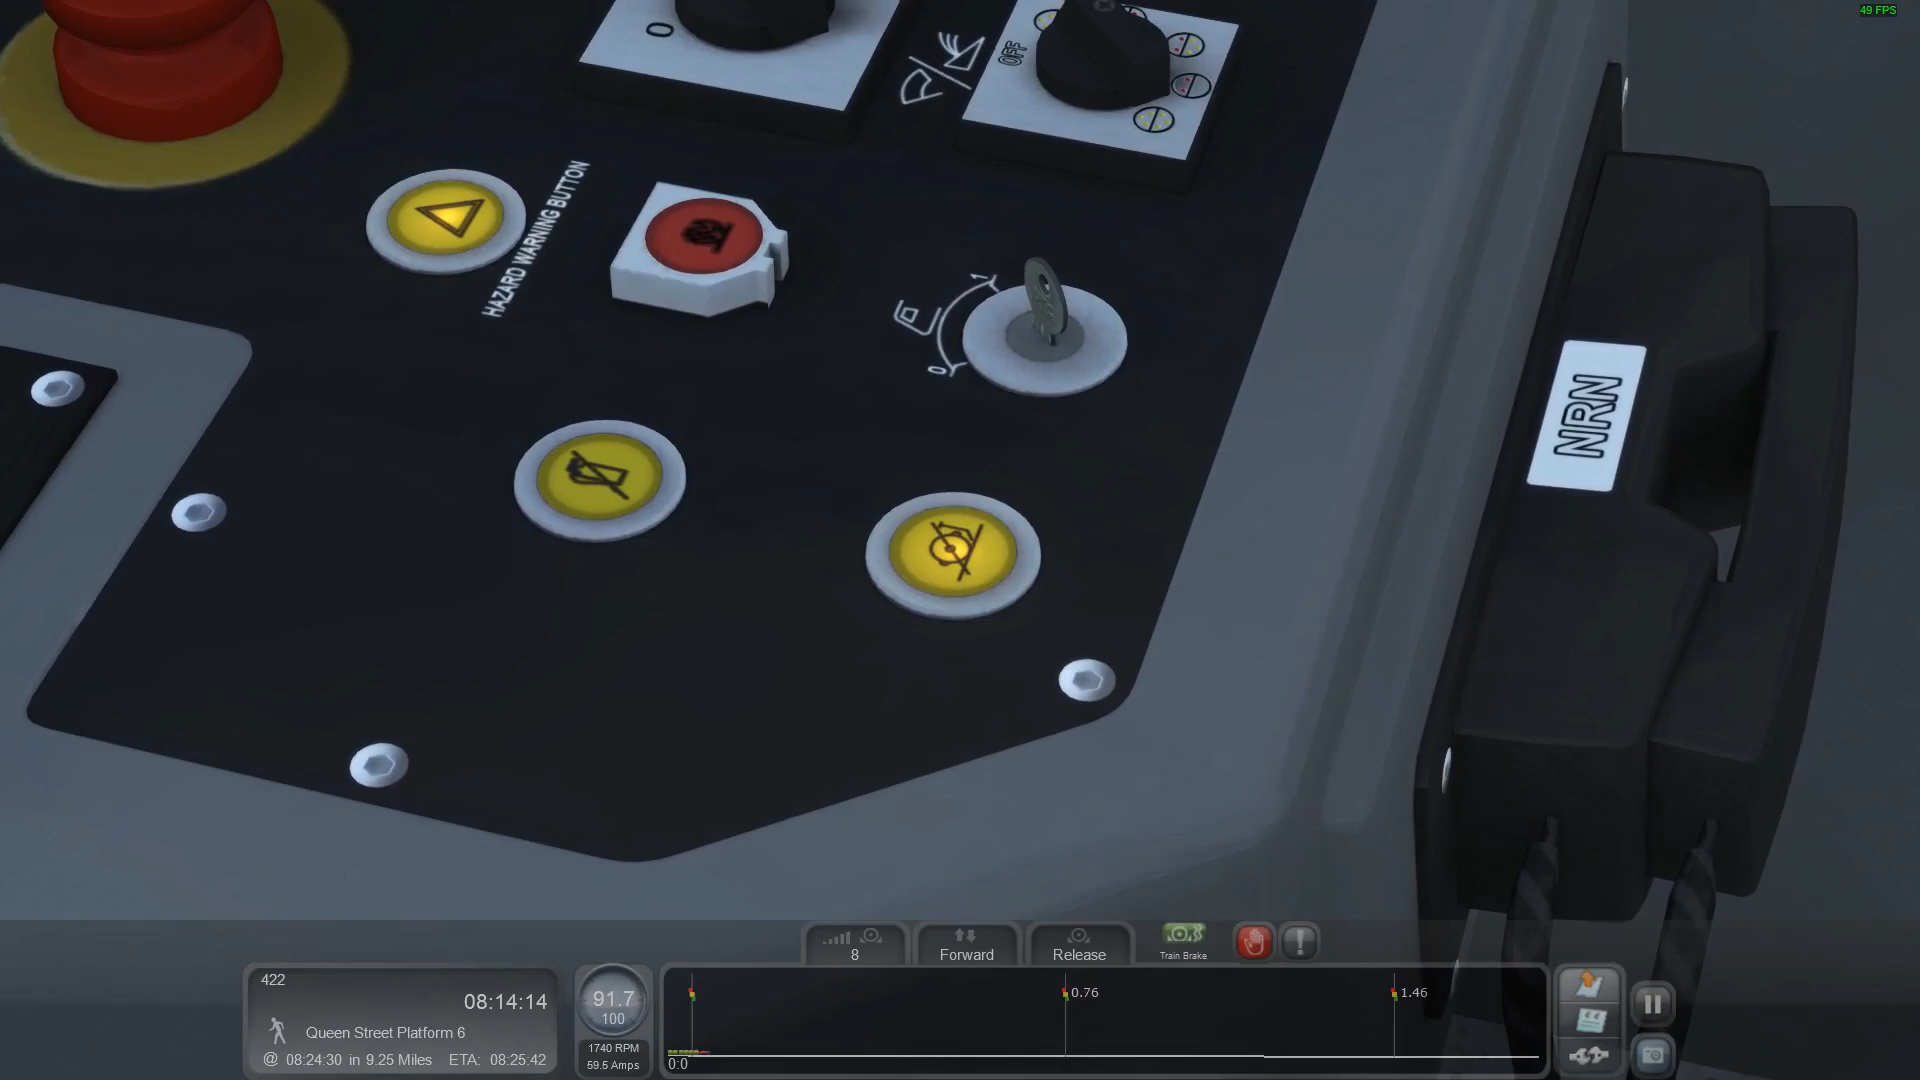 49 FPS
0
OFF
HAZARD WARNING BUTTON
1
0
NRN
8
Forward
Release
Train Brake
422
08:14:14
Queen Street Platform 6
@ 08:24:30 in 9.25 Miles ETA: 08:25:42
91.7
100
1740 RPM
59.5 Amps
0.76
1.46
0:0